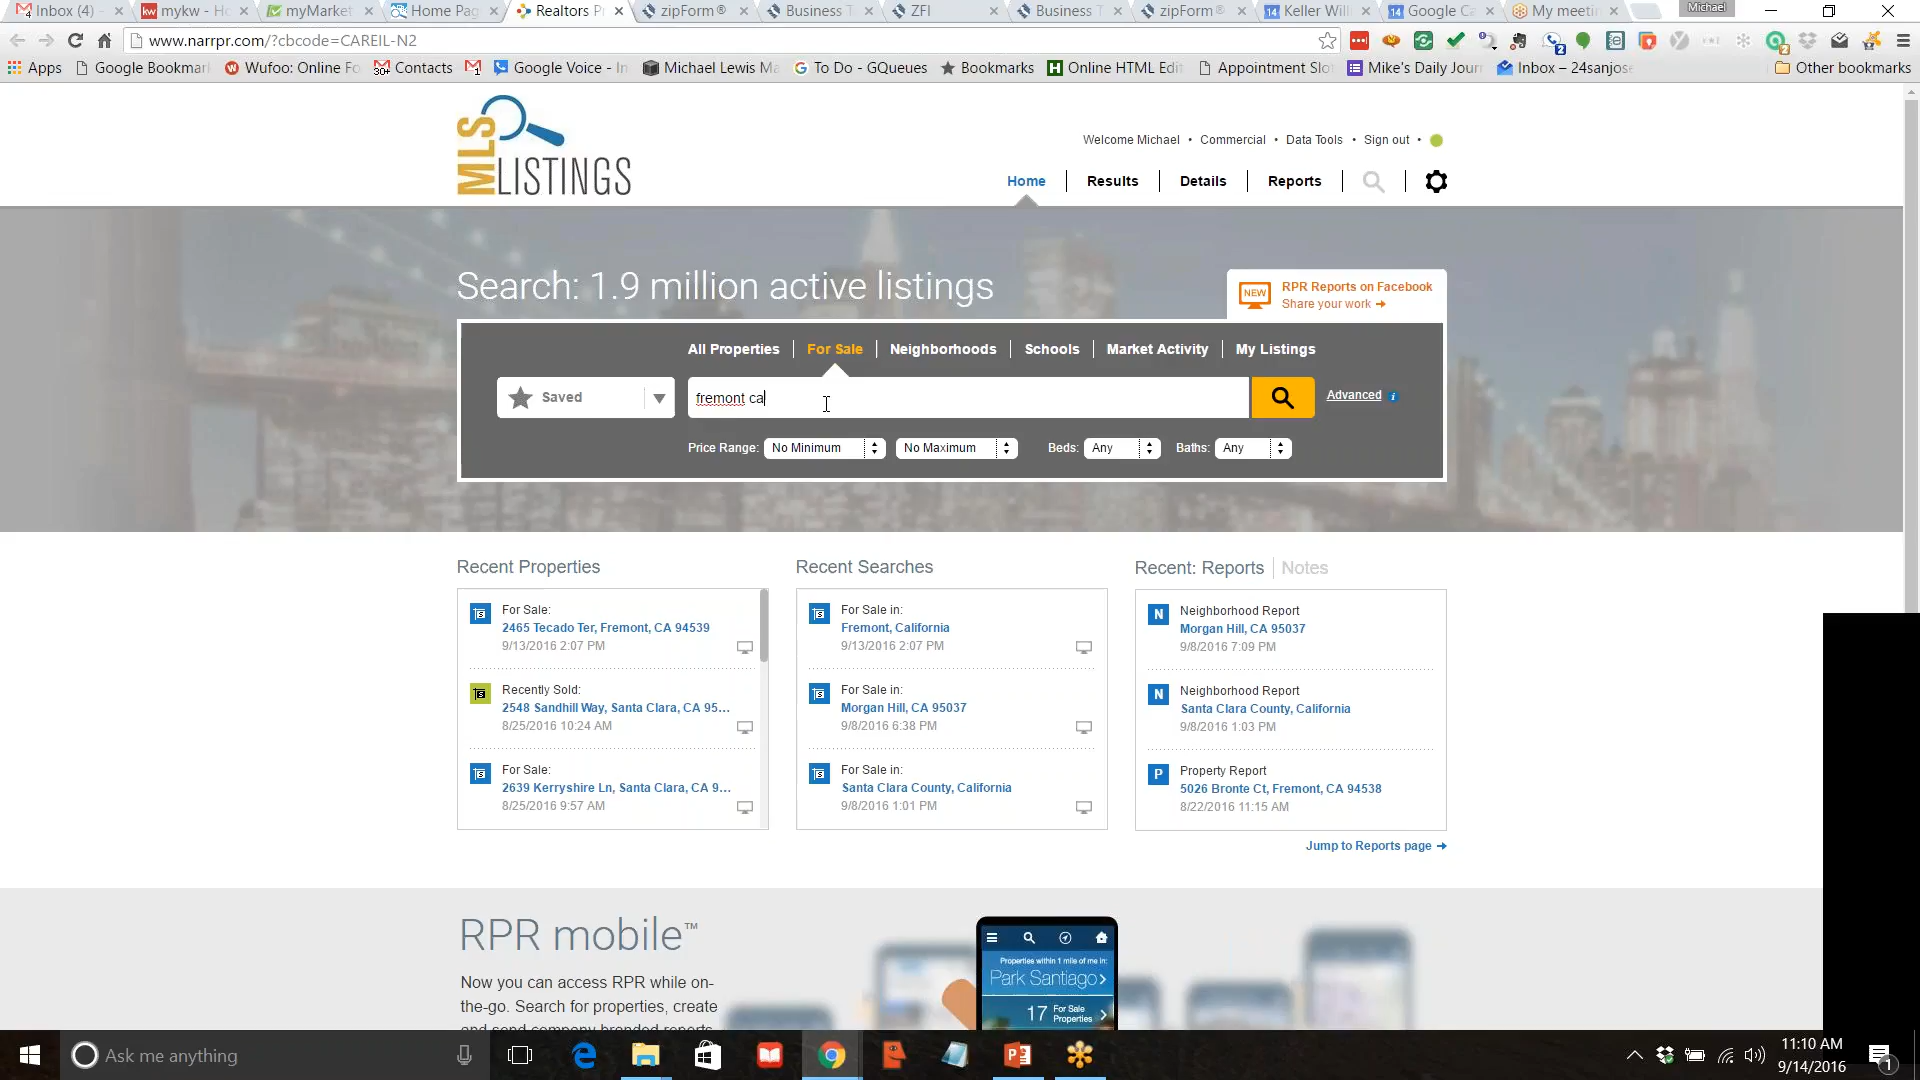 Inbox (4)
mykw - Ho
myMarket
Home Pag
Realtors P
zipForm®
Business T
ZFI
Business T
zipForm®
Keller Will
Google Ca
My meeti
Michael
www.narrpr.com/?cbcode=CAREIL-N2
Apps
Google Bookmar
Wufoo: Online Fo
Contacts
Google Voice - In
Michael Lewis Ma
To Do - GQueues
Bookmarks
Online HTML Edi
Appointment Slo
Mike's Daily Jour
Inbox – 24sanjos
Other bookmarks
MLS
LISTINGS
Welcome Michael • Commercial • Data Tools • Sign out •
Home
Results
Details
Reports
Search: 1.9 million active listings
NEW
RPR Reports on Facebook
Share your work
All Properties
For Sale
Neighborhoods
Schools
Market Activity
My Listings
Saved
fremont ca
Advanced
Price Range:
No Minimum
No Maximum
Beds:
Any
Baths:
Any
Recent Properties
For Sale:
2465 Tecado Ter, Fremont, CA 94539
9/13/2016 2:07 PM
Recently Sold:
2548 Sandhill Way, Santa Clara, CA 95...
8/25/2016 10:24 AM
For Sale:
2639 Kerryshire Ln, Santa Clara, CA 9...
8/25/2016 9:57 AM
Recent Searches
For Sale in:
Fremont, California
9/13/2016 2:07 PM
For Sale in:
Morgan Hill, CA 95037
9/8/2016 6:38 PM
For Sale in:
Santa Clara County, California
9/8/2016 1:01 PM
Recent: Reports
Notes
N
Neighborhood Report
Morgan Hill, CA 95037
9/8/2016 7:09 PM
N
Neighborhood Report
Santa Clara County, California
9/8/2016 1:03 PM
P
Property Report
5026 Bronte Ct, Fremont, CA 94538
8/22/2016 11:15 AM
Jump to Reports page
RPR mobile™
Now you can access RPR while on-
the-go. Search for properties, create
and send company branded reports
Properties within 1 mile of me in:
Park Santiago
17 For Sale Properties
Ask me anything
11:10 AM
9/14/2016
1